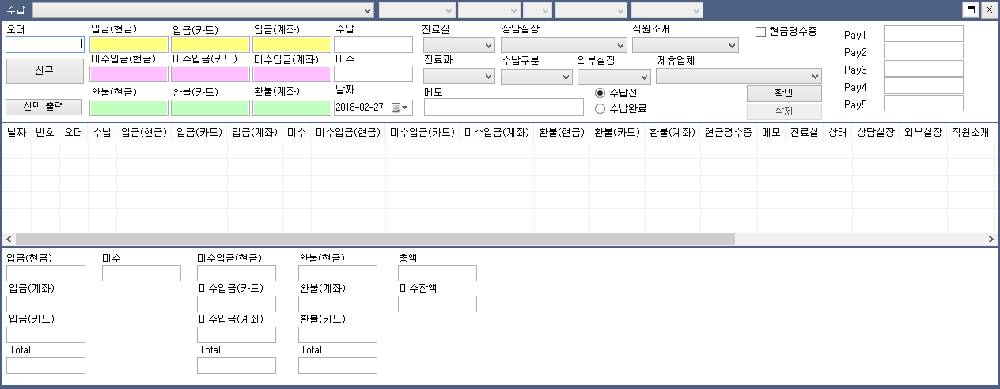 수납 X
오더 입금(현금) 입금(카드) 입금(계좌) 수납 진료실 상담실장 직원소개 현금영수증 Pay1
신규 미수입금(현금) 미수입금(카드) 미수입금(계좌) 미수 진료과 수납구분 외부실장 제휴업체 Pay2
Pay3
선택 출력 환불(현금) 환불(카드) 환불(계좌) 날짜 2018-02-27 메모 수납전 확인 Pay4
수납완료 삭제 Pay5
날짜 번호 오더 수납 입금(현금) 입금(카드) 입금(계좌) 미수 미수입금(현금) 미수입금(카드) 미수입금(계좌) 환불(현금) 환불(카드) 환불(계좌) 현금영수증 메모 진료실 상태 상담실장 외부실장 직원소개
입금(현금) 미수 미수입금(현금) 환불(현금) 총액
입금(계좌) 미수입금(카드) 환불(계좌) 미수잔액
입금(카드) 미수입금(계좌) 환불(카드)
Total Total Total